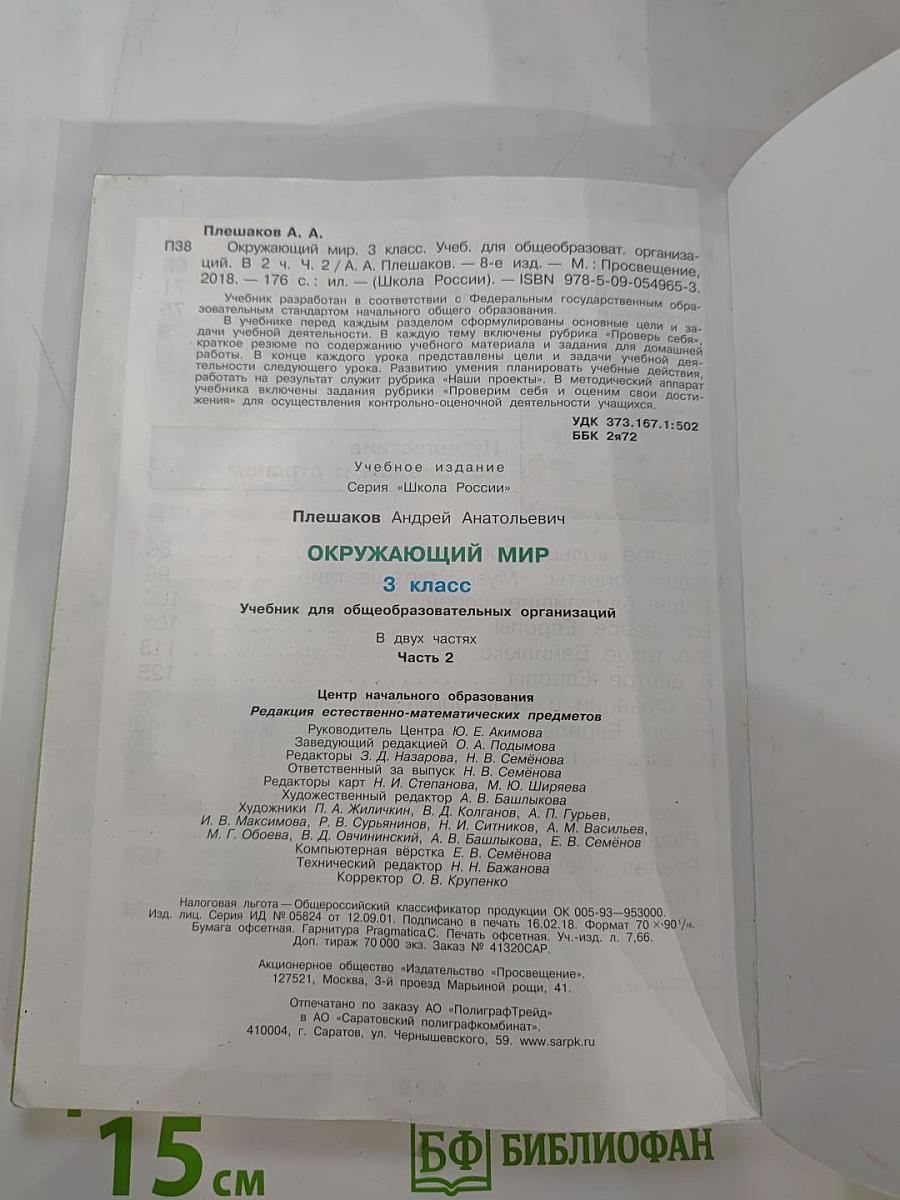 Плешаков А. А.
П38 Окружающий мир. 3 класс. Учеб. для общеобразоват. организа-
ций. В 2 ч. Ч. 2 / А. А. Плешаков. — 8-е изд. — М. : Просвещение,
2018. — 176 с. : ил. — (Школа России). — ISBN 978-5-09-054965-3.
Учебник разработан в соответствии с Федеральным государственным обра-
зовательным стандартом начального общего образования.
В учебнике перед каждым разделом сформулированы основные цели и за-
дачи учебной деятельности. В каждую тему включены рубрика «Проверь себя»,
краткое резюме по содержанию учебного материала и задания для домашней
работы. В конце каждого урока представлены цели и задачи учебной дея-
тельности следующего урока. Развитию умения планировать учебные действия,
работать на результат служит рубрика «Наши проекты». В методический аппарат
учебника включены задания рубрики «Проверим себя и оценим свои дости-
жения» для осуществления контрольно-оценочной деятельности учащихся.
УДК 373.167.1:502
ББК 2я72
Учебное издание
Серия «Школа России»
Плешаков Андрей Анатольевич
ОКРУЖАЮЩИЙ МИР
3 класс
Учебник для общеобразовательных организаций
В двух частях
Часть 2
Центр начального образования
Редакция естественно-математических предметов
Руководитель Центра Ю. Е. Акимова
Заведующий редакцией О. А. Подымова
Редакторы З. Д. Назарова, Н. В. Семёнова
Ответственный за выпуск Н. В. Семёнова
Редакторы карт Н. И. Степанова, М. Ю. Ширяева
Художественный редактор А. В. Башлыкова
Художники П. А. Жиличкин, В. Д. Колганов, А. П. Гурьев,
И. В. Максимова, Р. В. Сурьянинов, Н. И. Ситников, А. М. Васильев,
М. Г. Обоева, В. Д. Овчининский, А. В. Башлыкова, Е. В. Семёнов
Компьютерная вёрстка Е. В. Семёнова
Технический редактор Н. Н. Бажанова
Корректор О. В. Крупенко
Налоговая льгота — Общероссийский классификатор продукции ОК 005-93—953000.
Изд. лиц. Серия ИД № 05824 от 12.09.01. Подписано в печать 16.02.18. Формат 70×90 1/16.
Бумага офсетная. Гарнитура PragmaticaC. Печать офсетная. Уч.-изд. л. 7,66.
Доп. тираж 70 000 экз. Заказ № 41320САР.
Акционерное общество «Издательство «Просвещение».
127521, Москва, 3-й проезд Марьиной рощи, 41.
Отпечатано по заказу АО «ПолиграфТрейд»
в АО «Саратовский полиграфкомбинат».
410004, г. Саратов, ул. Чернышевского, 59. www.sarpk.ru
15 см
БФ БИБЛИОФАН